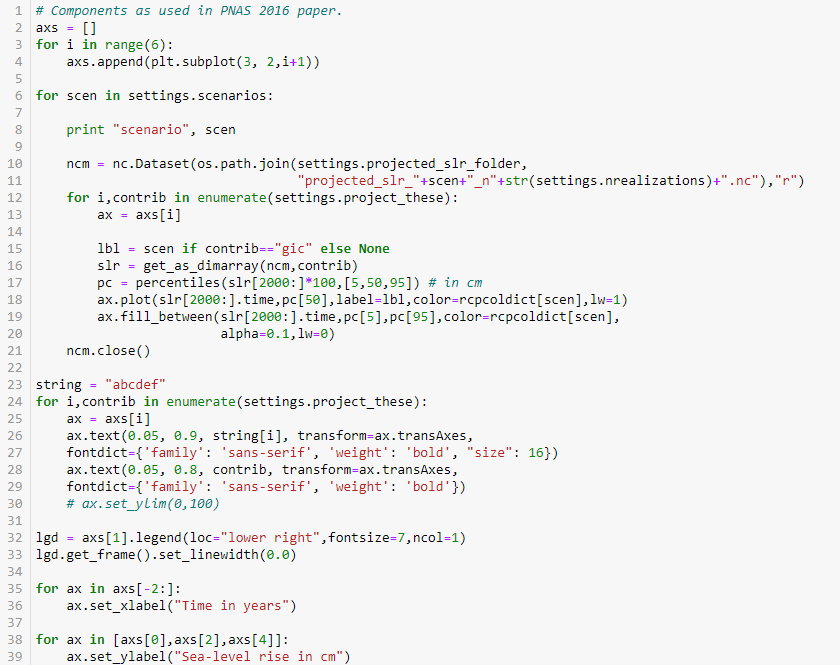 1 # Components as used in PNAS 2016 paper.
2 axs = []
3 for i in range(6):
4     axs.append(plt.subplot(3, 2,i+1))
5
6 for scen in settings.scenarios:
7
8     print "scenario", scen
9
10     ncm = nc.Dataset(os.path.join(settings.projected_slr_folder,
11                                   "projected_slr_"+scen+"_n"+str(settings.nrealizations)+".nc"),"r")
12     for i,contrib in enumerate(settings.project_these):
13         ax = axs[i]
14
15         lbl = scen if contrib=="gic" else None
16         slr = get_as_dimarray(ncm,contrib)
17         pc = percentiles(slr[2000:]*100,[5,50,95]) # in cm
18         ax.plot(slr[2000:].time,pc[50],label=lbl,color=rcpcoldict[scen],lw=1)
19         ax.fill_between(slr[2000:].time,pc[5],pc[95],color=rcpcoldict[scen],
20                         alpha=0.1,lw=0)
21     ncm.close()
22
23 string = "abcdef"
24 for i,contrib in enumerate(settings.project_these):
25     ax = axs[i]
26     ax.text(0.05, 0.9, string[i], transform=ax.transAxes,
27     fontdict={'family': 'sans-serif', 'weight': 'bold', "size": 16})
28     ax.text(0.05, 0.8, contrib, transform=ax.transAxes,
29     fontdict={'family': 'sans-serif', 'weight': 'bold'})
30     # ax.set_ylim(0,100)
31
32 lgd = axs[1].legend(loc="lower right",fontsize=7,ncol=1)
33 lgd.get_frame().set_linewidth(0.0)
34
35 for ax in axs[-2:]:
36     ax.set_xlabel("Time in years")
37
38 for ax in [axs[0],axs[2],axs[4]]:
39     ax.set_ylabel("Sea-level rise in cm")